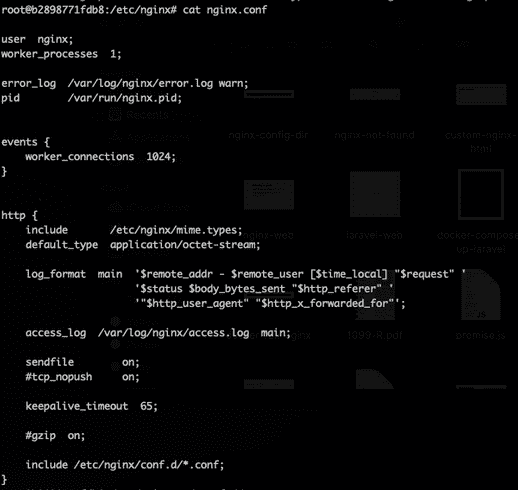 root@b2898771fdb8:/etc/nginx# cat nginx.conf
user  nginx;
worker_processes  1;
error_log  /var/log/nginx/error.log warn;
pid        /var/run/nginx.pid;
Recents
Applications
nginx-config-dir
nginx-not-found
custom-nginx-html
events {
    worker_connections  1024;
}
http {
    include       /etc/nginx/mime.types;
    default_type  application/octet-stream;
nginx-web
laravel-web
docker-compose-up-laravel
    log_format  main  '$remote_addr - $remote_user [$time_local] "$request" '
                      '$status $body_bytes_sent "$http_referer" '
                      '"$http_user_agent" "$http_x_forwarded_for"';
    access_log  /var/log/nginx/access.log  main;
1099-R.pdf
promise.js
    sendfile        on;
    #tcp_nopush     on;
    keepalive_timeout  65;
    #gzip  on;
    include /etc/nginx/conf.d/*.conf;
}